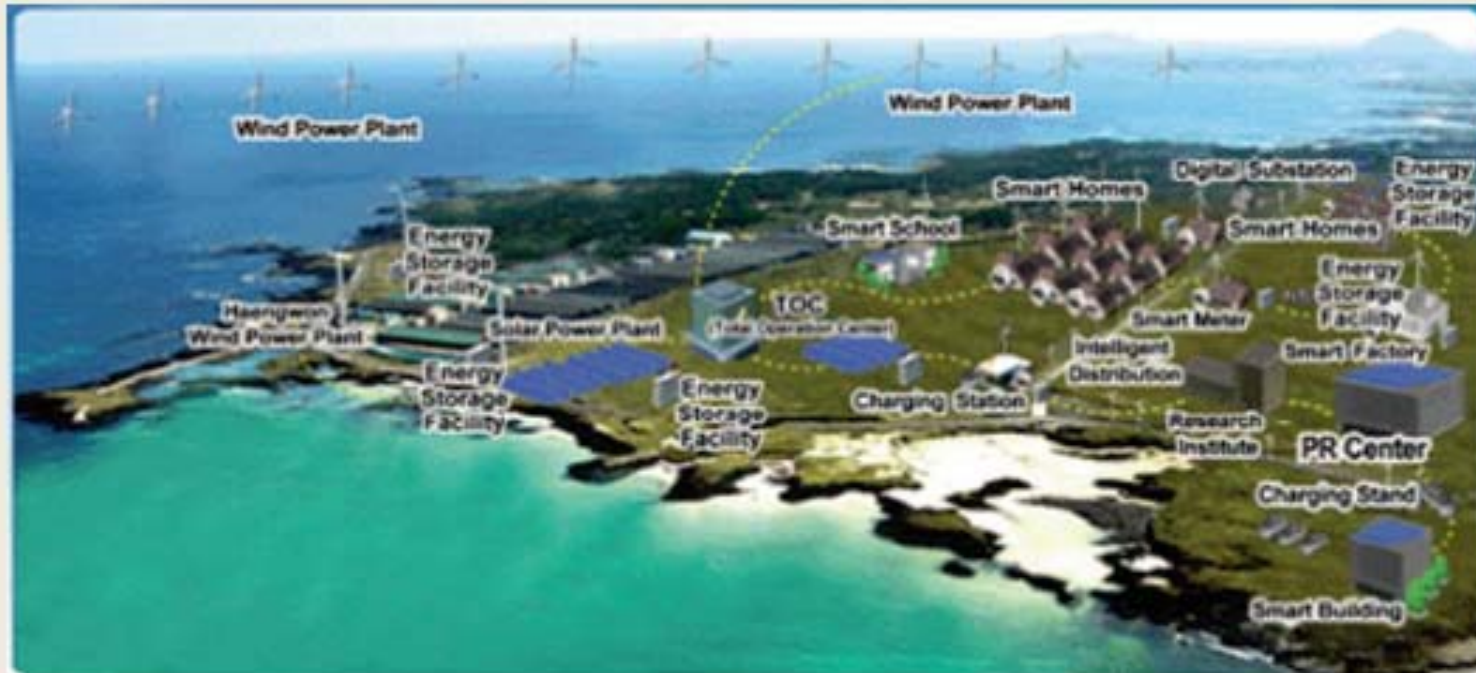 Wind Power Plant
Wind Power Plant
Smart Homes
Digital Substation
Energy
Storage
Facility
Smart School
Smart Homes
Energy
Storage
Facility
Haengwon
Wind Power Plant
Solar Power Plant
TOC
(Total Operation Center)
Smart Meter
Energy
Storage
Facility
Intelligent
Distribution
Smart Factory
Energy
Storage
Facility
Energy
Storage
Facility
Charging Station
Research
Institute
PR Center
Charging Stand
Smart Building